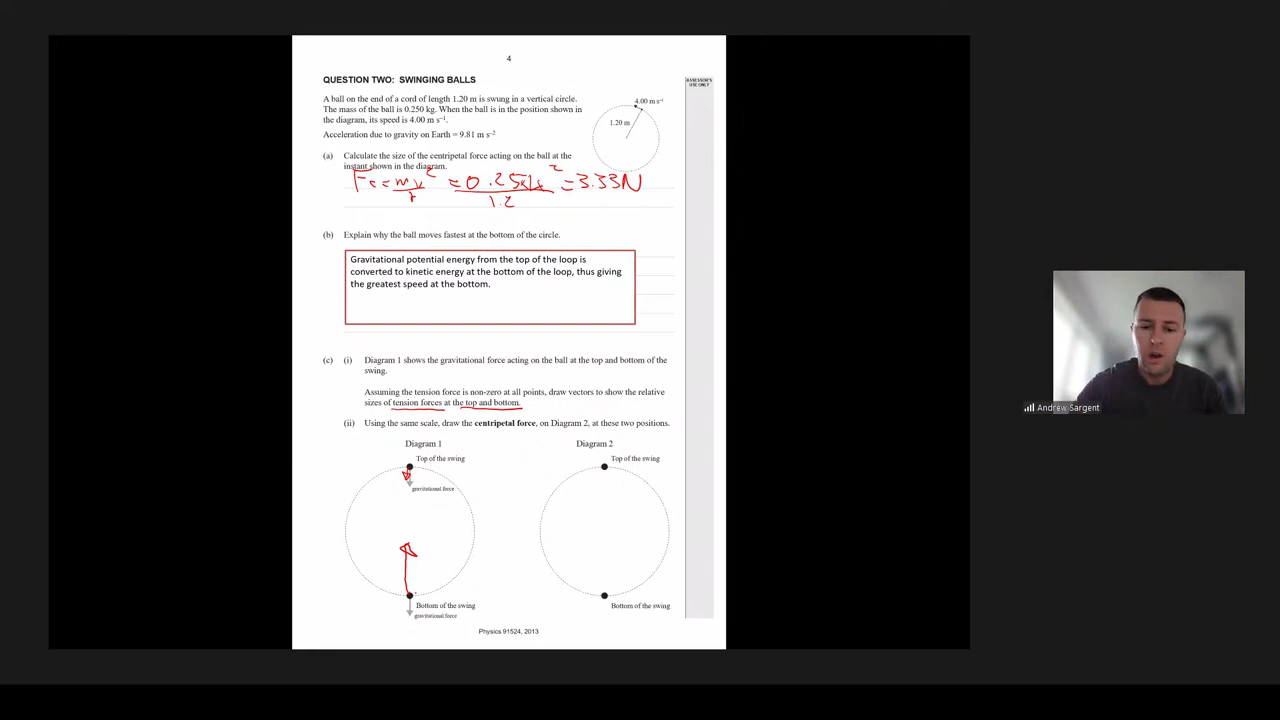 4
QUESTION TWO: SWINGING BALLS
ASSESSOR'S
USE ONLY
A ball on the end of a cord of length 1.20 m is swung in a vertical circle.
The mass of the ball is 0.250 kg. When the ball is in the position shown in
the diagram, its speed is 4.00 m s⁻¹.
4.00 m s⁻¹
1.20 m
Acceleration due to gravity on Earth = 9.81 m s⁻²
(a) Calculate the size of the centripetal force acting on the ball at the
instant shown in the diagram.
Fc = mv²/r = 0.25x4²/1.2 = 3.33N
(b) Explain why the ball moves fastest at the bottom of the circle.
Gravitational potential energy from the top of the loop is
converted to kinetic energy at the bottom of the loop, thus giving
the greatest speed at the bottom.
(c) (i) Diagram 1 shows the gravitational force acting on the ball at the top and bottom of the
swing.
Assuming the tension force is non-zero at all points, draw vectors to show the relative
sizes of tension forces at the top and bottom.
(ii) Using the same scale, draw the centripetal force, on Diagram 2, at these two positions.
Diagram 1
Top of the swing
gravitational force
Bottom of the swing
gravitational force
Diagram 2
Top of the swing
Bottom of the swing
Physics 91524, 2013
Andrew Sargent